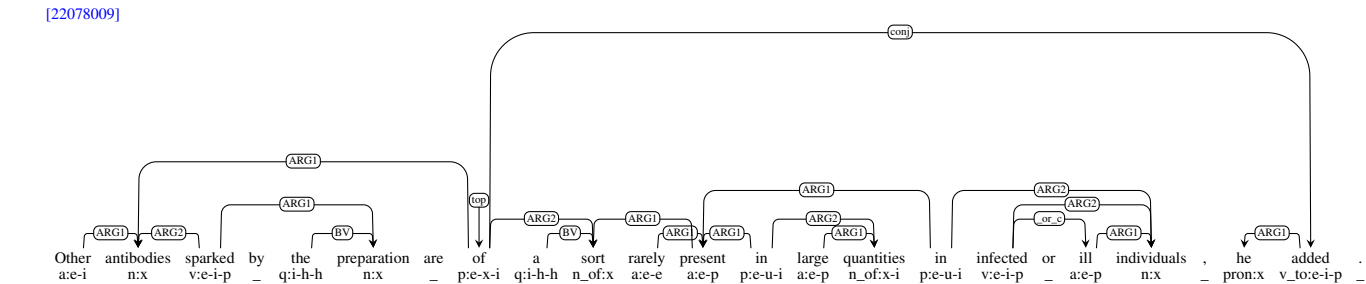 [22078009]
conj
ARG1
top
ARG1 ARG1 ARG2
ARG2 ARG1 ARG2 ARG2
ARG1 ARG2 BV BV ARG1 ARG1 ARG1 _or_c ARG1 ARG1
Other antibodies sparked by the preparation are of a sort rarely present in large quantities in infected or ill individuals , he added .
a:e-i n:x v:e-i-p _ q:i-h-h n:x _ p:e-x-i q:i-h-h n_of:x a:e-e a:e-p p:e-u-i a:e-p n_of:x-i p:e-u-i v:e-i-p _ a:e-p n:x _ pron:x v_to:e-i-p _